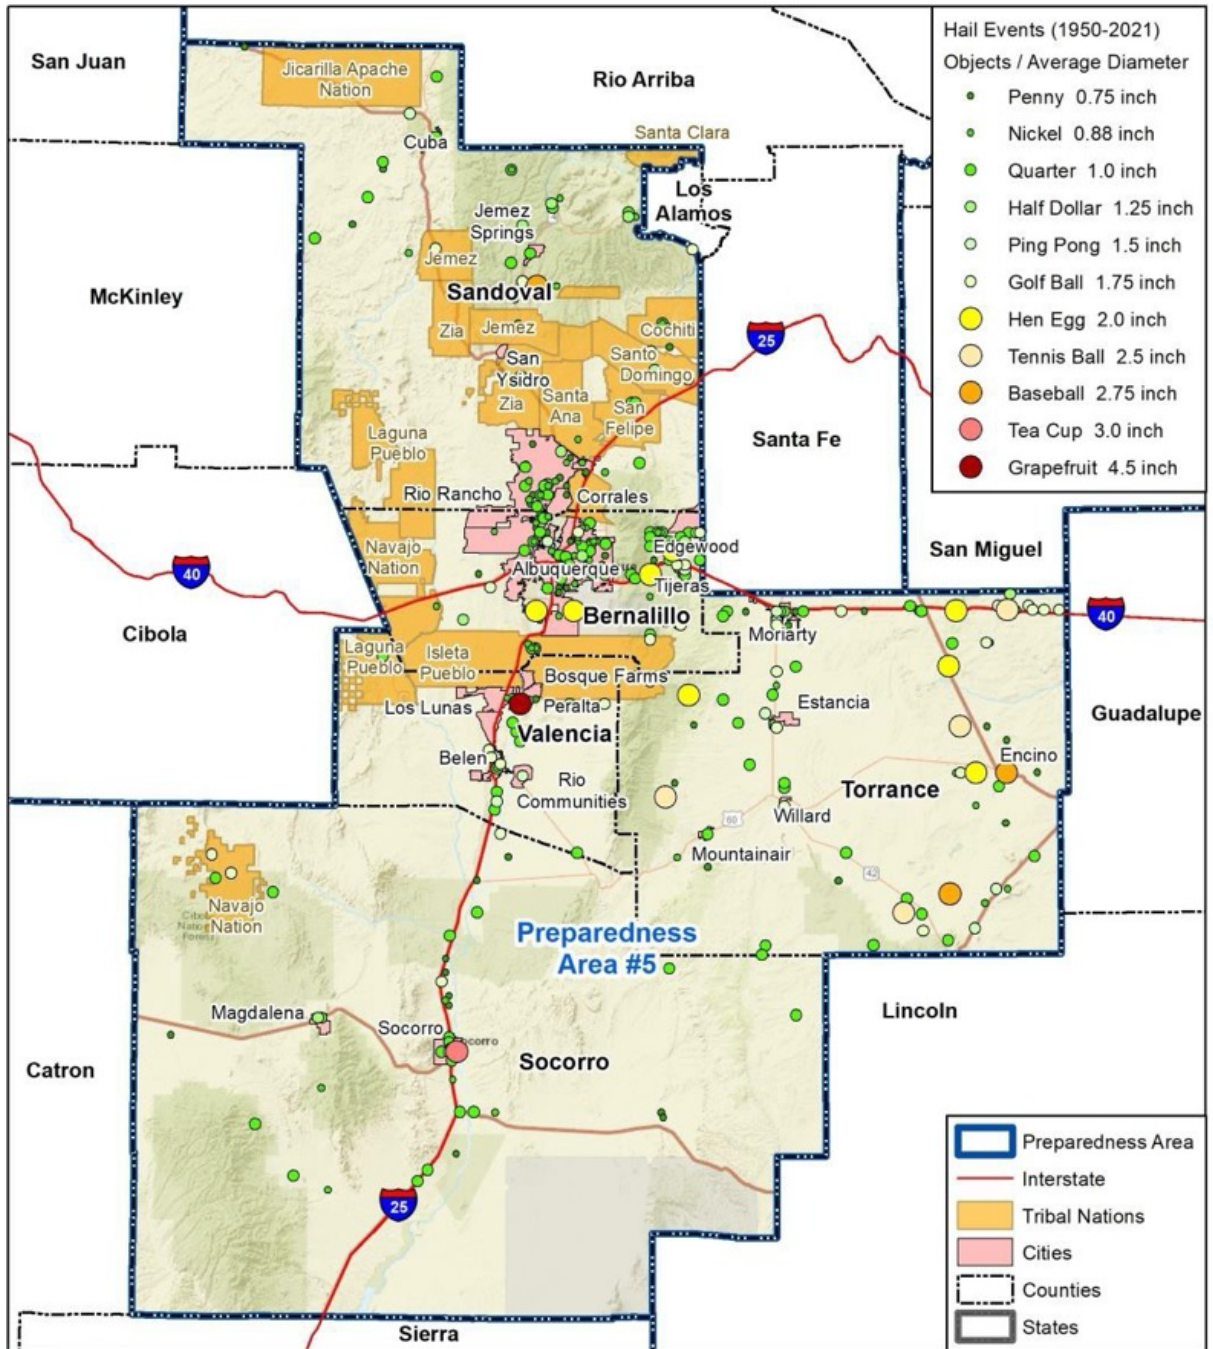 Hail Events (1950-2021)
Objects / Average Diameter
Penny 0.75 inch
Nickel 0.88 inch
Quarter 1.0 inch
Half Dollar 1.25 inch
Ping Pong 1.5 inch
Golf Ball 1.75 inch
Hen Egg 2.0 inch
Tennis Ball 2.5 inch
Baseball 2.75 inch
Tea Cup 3.0 inch
Grapefruit 4.5 inch
San Juan
Rio Arriba
Jicarilla Apache
Nation
Cuba
Santa Clara
Los
Alamos
Jemez
Springs
Jemez
McKinley
Sandoval
Zia
Jemez
Cochiti
25
San
Ysidro
Santo
Domingo
Zia
Santa
Ana
San
Felipe
Laguna
Pueblo
Santa Fe
Rio Rancho
Corrales
Navajo
Nation
Edgewood
San Miguel
40
Albuquerque
Tijeras
Cibola
Bernalillo
Moriarty
40
Laguna
Pueblo
Isleta
Pueblo
Bosque Farms
Los Lunas
Peralta
Estancia
Guadalupe
Valencia
Belen
Encino
Rio
Communities
Torrance
60
Willard
Mountainair
42
Navajo
Nation
Preparedness
Area #5
Magdalena
Socorro
Socorro
Lincoln
Catron
25
Sierra
Preparedness Area
Interstate
Tribal Nations
Cities
Counties
States